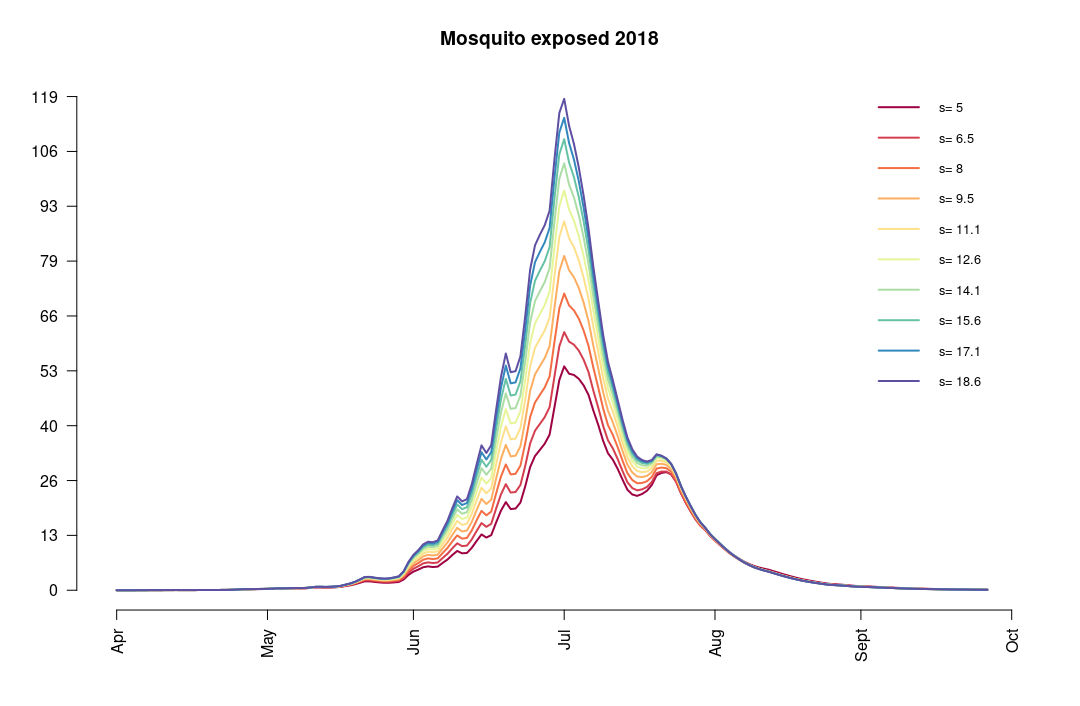 Mosquito exposed 2018
119
106
93
79
66
53
40
26
13
0
s= 5
s= 6.5
s= 8
s= 9.5
s= 11.1
s= 12.6
s= 14.1
s= 15.6
s= 17.1
s= 18.6
Apr
May
Jun
Jul
Aug
Sept
Oct